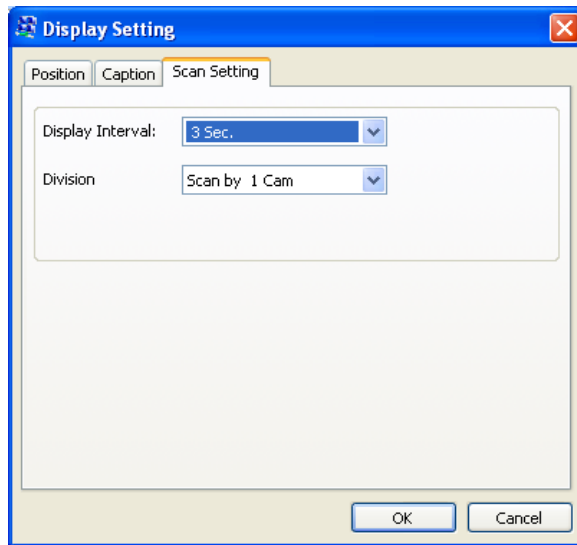 Display Setting
Position Caption Scan Setting
Display Interval: 3 Sec.
Division Scan by 1 Cam
OK Cancel